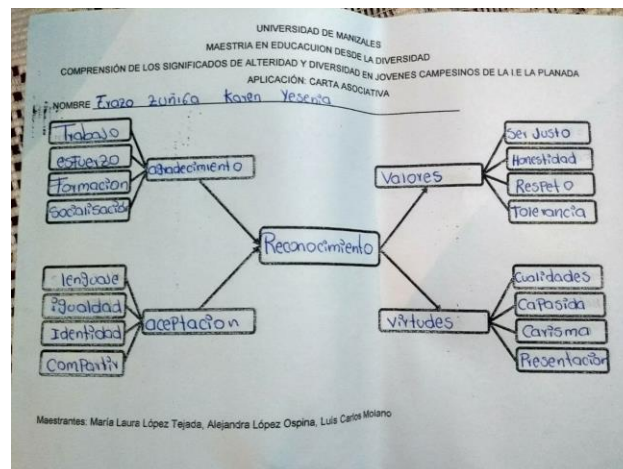 UNIVERSIDAD DE MANIZALES
MAESTRIA EN EDUCACUION DESDE LA DIVERSIDAD
COMPRENSIÓN DE LOS SIGNIFICADOS DE ALTERIDAD Y DIVERSIDAD EN JOVENES CAMPESINOS DE LA I.E LA PLANADA
APLICACIÓN: CARTA ASOCIATIVA
NOMBRE Erazo zuñiga Karen Yesenia
Trabajo
esfuerzo
Formacion
Socialisación
agradecimiento
lenguaje
igualdad
Identidad
Compartir
aceptacion
Reconocimiento
Valores
Ser Justo
Honestidad
Respeto
Tolerancia
virtudes
Cualidades
Capasida
Carisma
Presentacion
Maestrantes: María Laura López Tejada, Alejandra López Ospina, Luis Carlos Molano